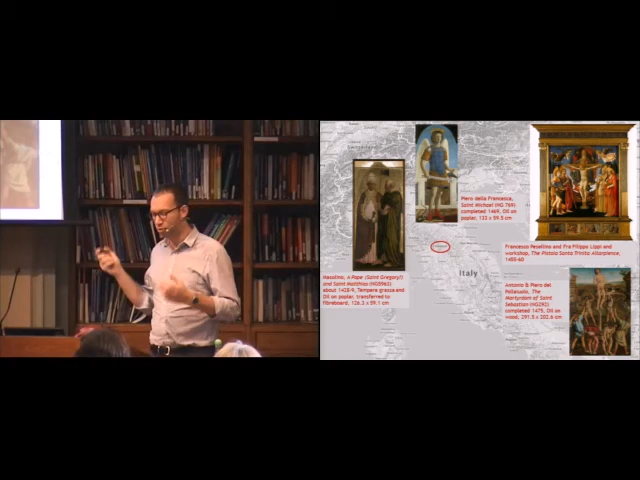 Switzerland
Piero della Francesca,
Saint Michael (NG 769)
completed 1469, Oil on
poplar, 133 x 59.5 cm
Francesco Pesellino and Fra Filippo Lippi and
workshop, The Pistoia Santa Trinità Altarpiece,
1455-60
Italy
Masolino, A Pope (Saint Gregory?)
and Saint Matthias (NG5962)
about 1428-9, Tempera grassa and
Oil on poplar, transferred to
fibreboard, 126.3 x 59.1 cm
Antonio & Piero del
Pollaiuolo, The
Martyrdom of Saint
Sebastian (NG292)
completed 1475, Oil on
wood, 291.5 x 202.6 cm